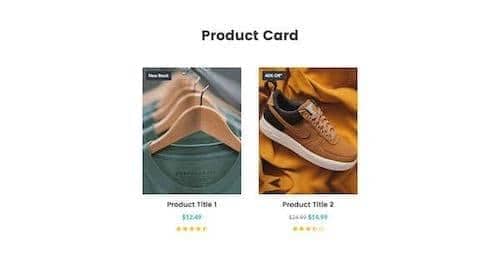 Product Card
New Stock
40% Off*
Product Title 1
Product Title 2
$12.49
$24.99 $14.99